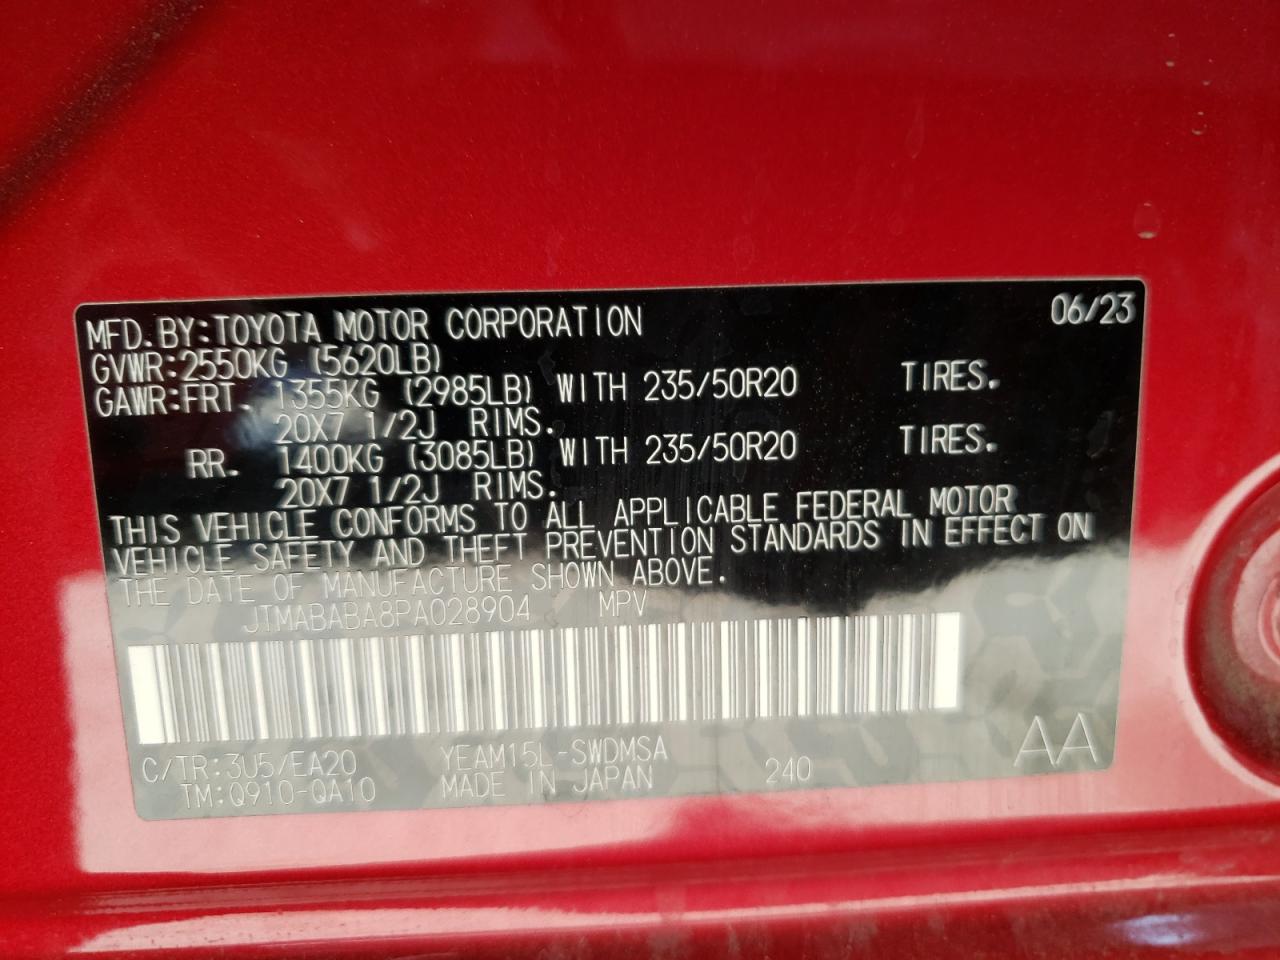 MFD. BY: TOYOTA MOTOR CORPORATION 06/23
GVWR: 2550KG (5620LB)
GAWR: FRT. 1355KG (2985LB) WITH 235/50R20 TIRES.
20X7 1/2J RIMS.
RR. 1400KG (3085LB) WITH 235/50R20 TIRES.
20X7 1/2J RIMS.
THIS VEHICLE CONFORMS TO ALL APPLICABLE FEDERAL MOTOR
VEHICLE SAFETY AND THEFT PREVENTION STANDARDS IN EFFECT ON
THE DATE OF MANUFACTURE SHOWN ABOVE.
JTMABABA8PA028904 MPV
C/TR: 3U5/EA20 YEAM15L-SWDMSA AA
TM: Q910-QA10 MADE IN JAPAN 240